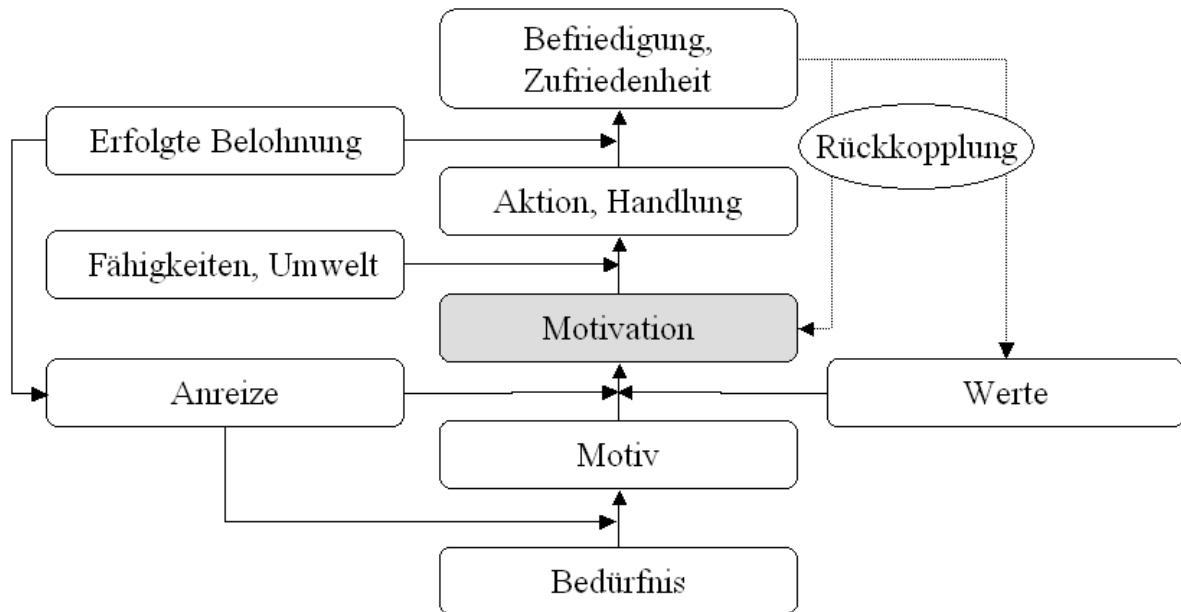 Befriedigung,
Zufriedenheit
Erfolgte Belohnung
Rückkopplung
Aktion, Handlung
Fähigkeiten, Umwelt
Motivation
Anreize
Werte
Motiv
Bedürfnis